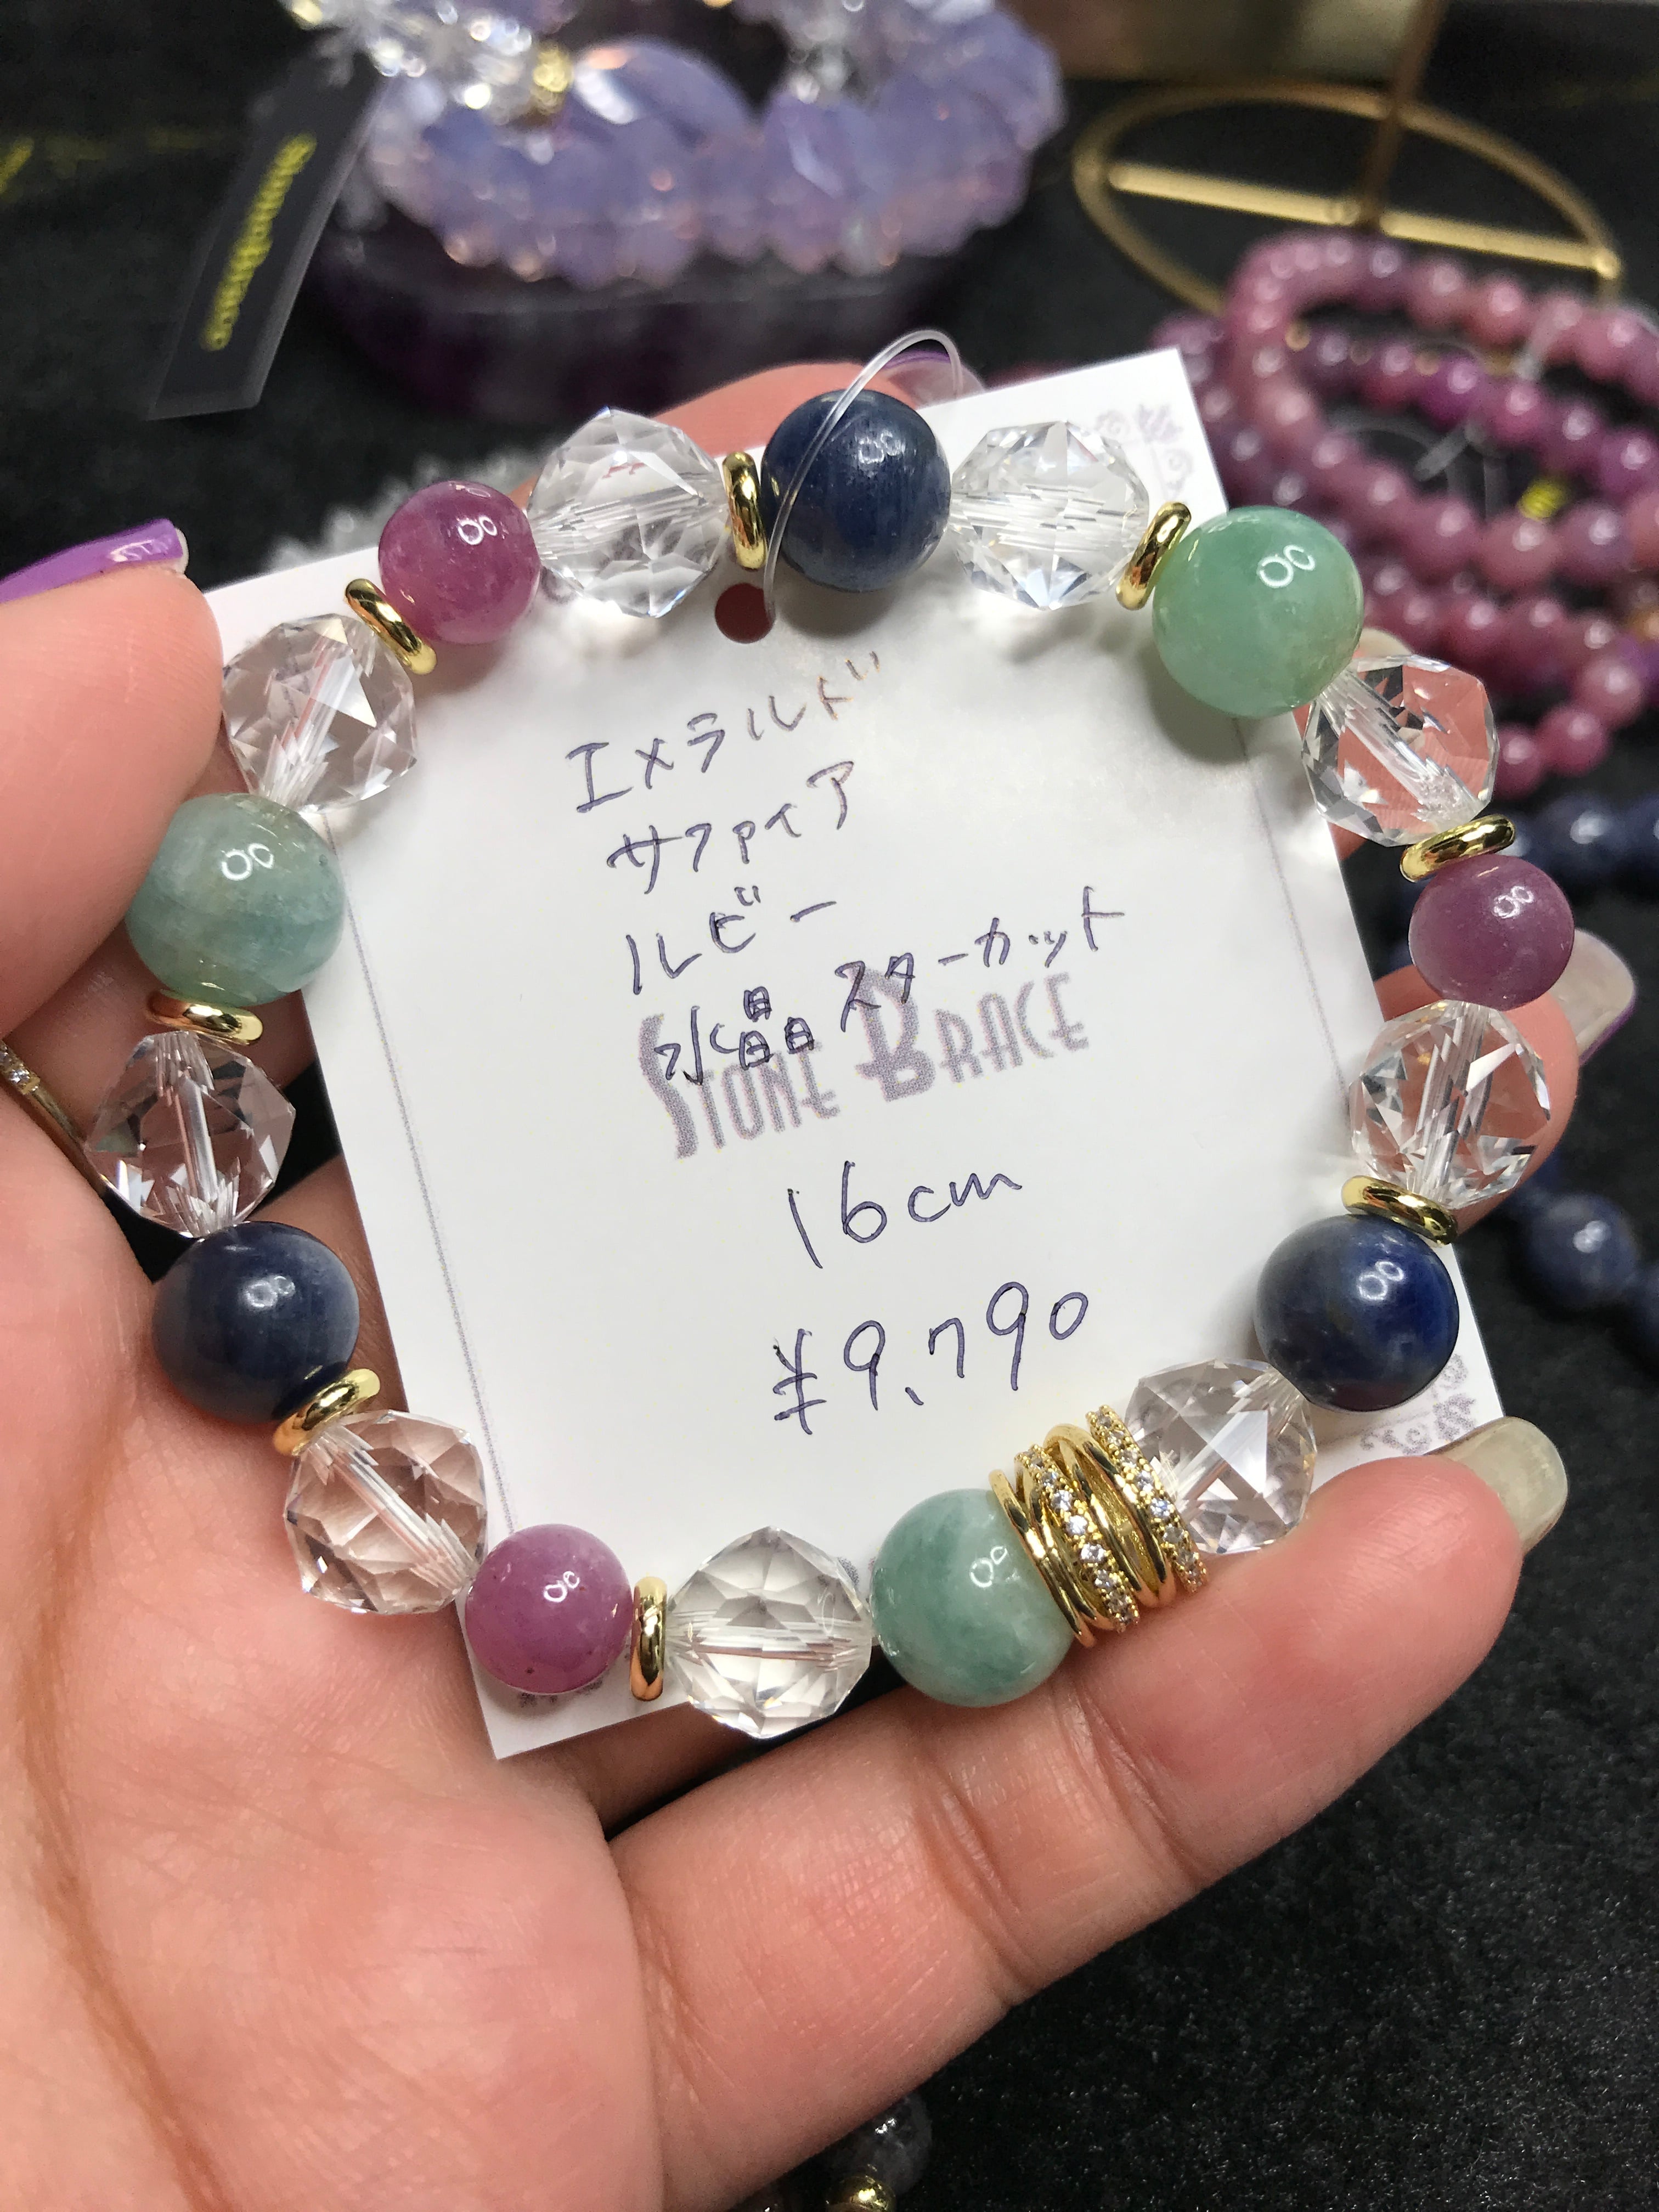 エメラルド
サファイア
ルビー
水晶スターカット
STONE BRACE
16cm
¥9,790
StoneBrace